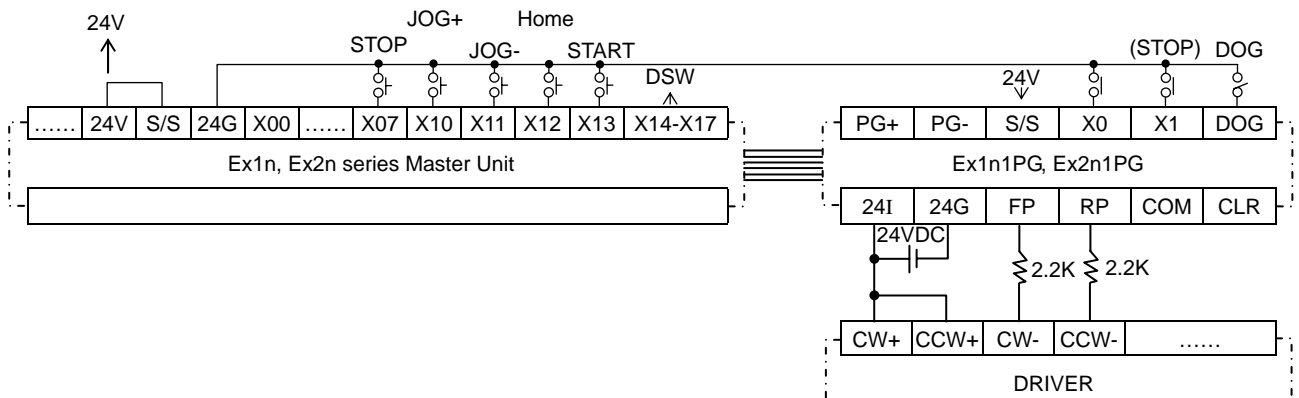 24V
JOG+ Home
STOP JOG- START (STOP) DOG
DSW 24V
...... 24V S/S 24G X00 ...... X07 X10 X11 X12 X13 X14-X17
PG+ PG- S/S X0 X1 DOG
Ex1n, Ex2n series Master Unit
Ex1n1PG, Ex2n1PG
24I 24G FP RP COM CLR
24VDC
2.2K 2.2K
CW+ CCW+ CW- CCW- ......
DRIVER